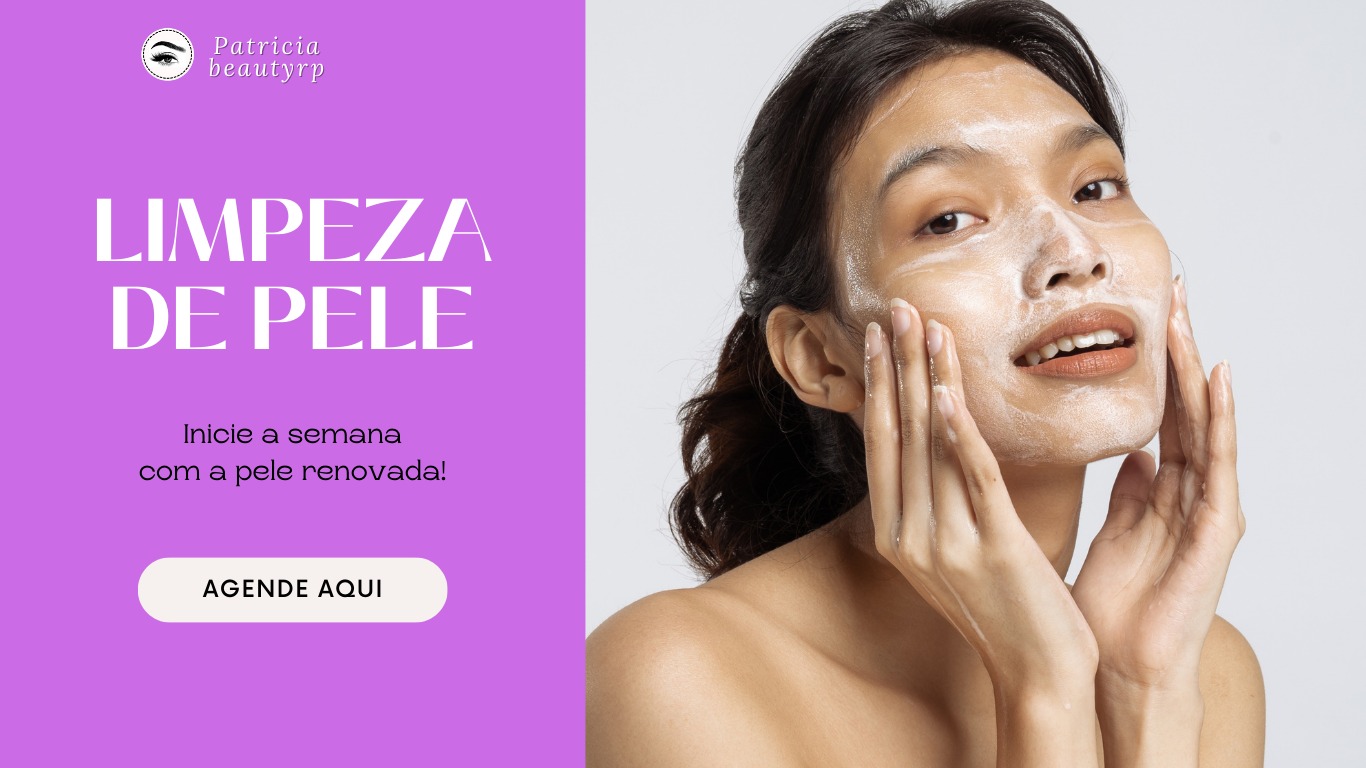 Patricia
beautyrp
LIMPEZA
DE PELE
Inicie a semana
com a pele renovada!
AGENDE AQUI